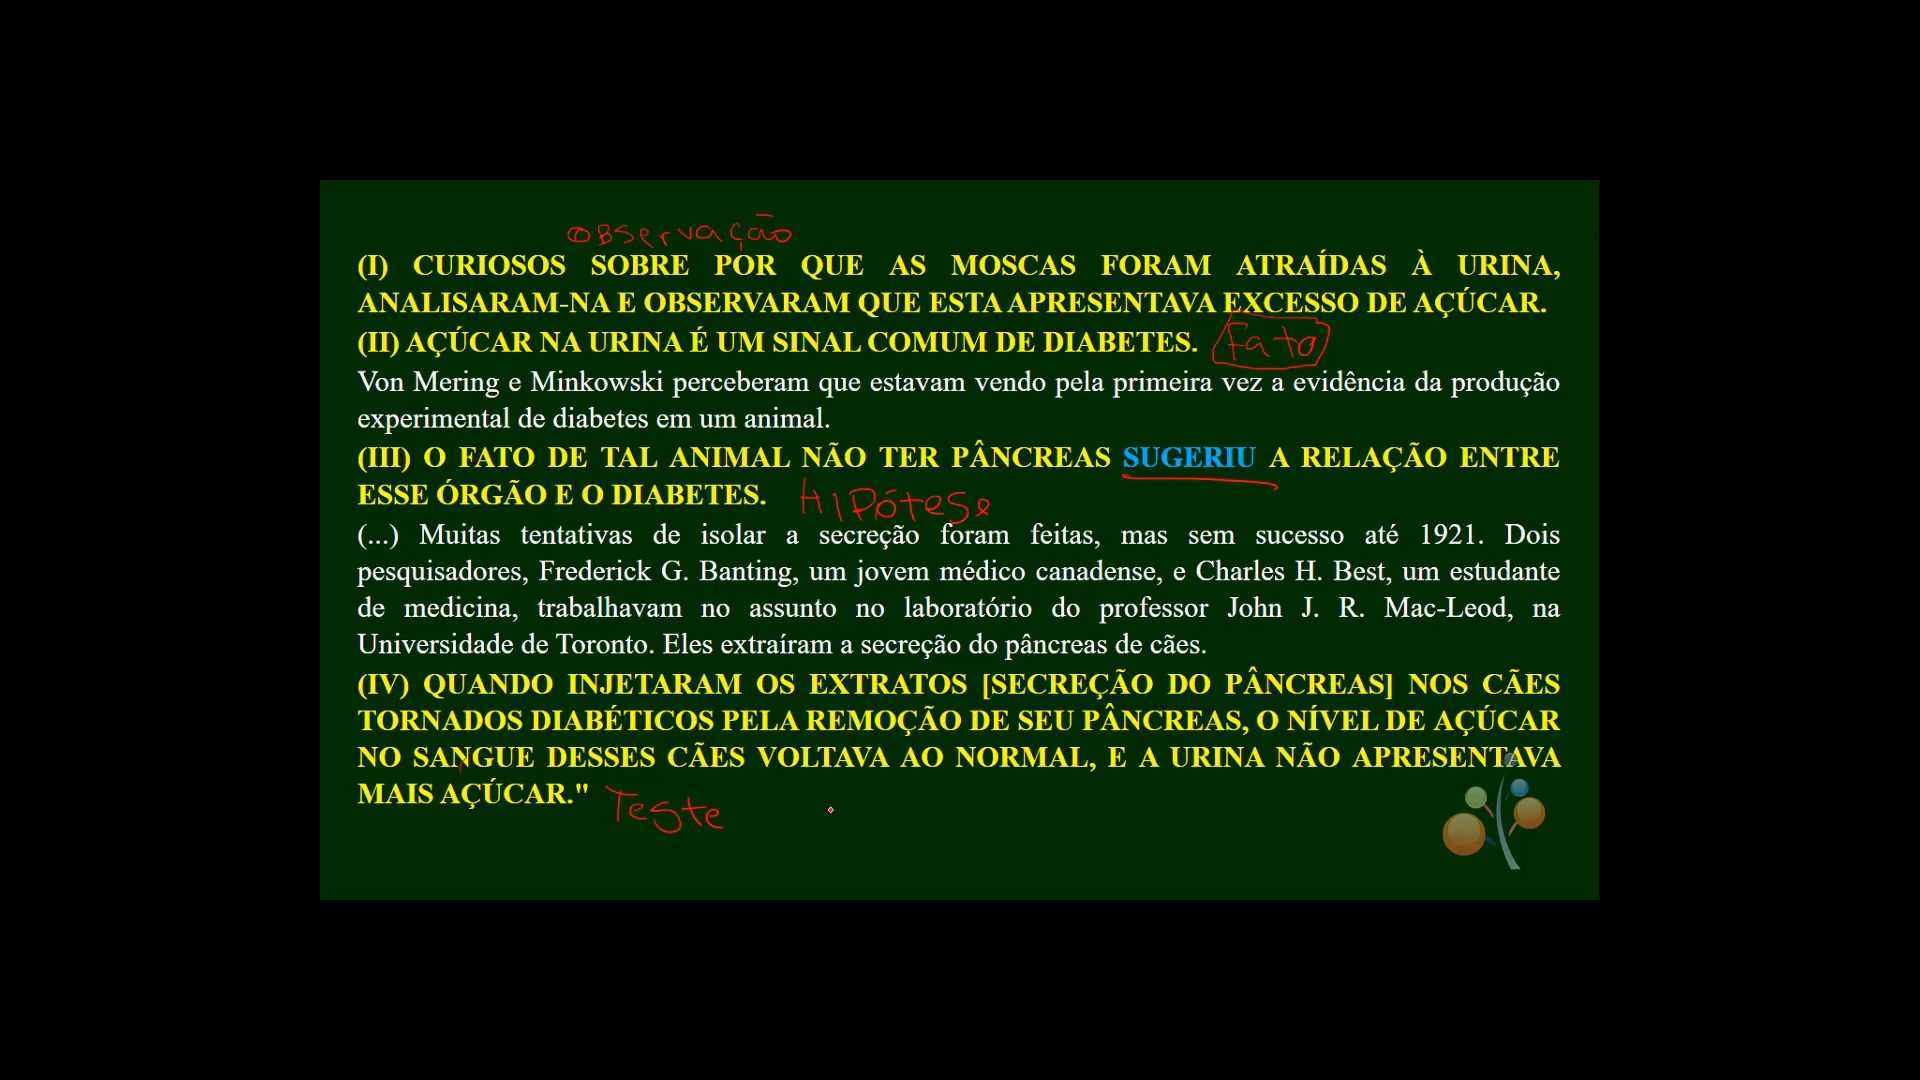 Observação
(I) CURIOSOS SOBRE POR QUE AS MOSCAS FORAM ATRAÍDAS À URINA,
ANALISARAM-NA E OBSERVARAM QUE ESTA APRESENTAVA EXCESSO DE AÇÚCAR.
(II) AÇÚCAR NA URINA É UM SINAL COMUM DE DIABETES. Fato
Von Mering e Minkowski perceberam que estavam vendo pela primeira vez a evidência da produção
experimental de diabetes em um animal.
(III) O FATO DE TAL ANIMAL NÃO TER PÂNCREAS SUGERIU A RELAÇÃO ENTRE
ESSE ÓRGÃO E O DIABETES. HIPÓTESE
(...) Muitas tentativas de isolar a secreção foram feitas, mas sem sucesso até 1921. Dois
pesquisadores, Frederick G. Banting, um jovem médico canadense, e Charles H. Best, um estudante
de medicina, trabalhavam no assunto no laboratório do professor John J. R. Mac-Leod, na
Universidade de Toronto. Eles extraíram a secreção do pâncreas de cães.
(IV) QUANDO INJETARAM OS EXTRATOS [SECREÇÃO DO PÂNCREAS] NOS CÃES
TORNADOS DIABÉTICOS PELA REMOÇÃO DE SEU PÂNCREAS, O NÍVEL DE AÇÚCAR
NO SANGUE DESSES CÃES VOLTAVA AO NORMAL, E A URINA NÃO APRESENTAVA
MAIS AÇÚCAR." Teste